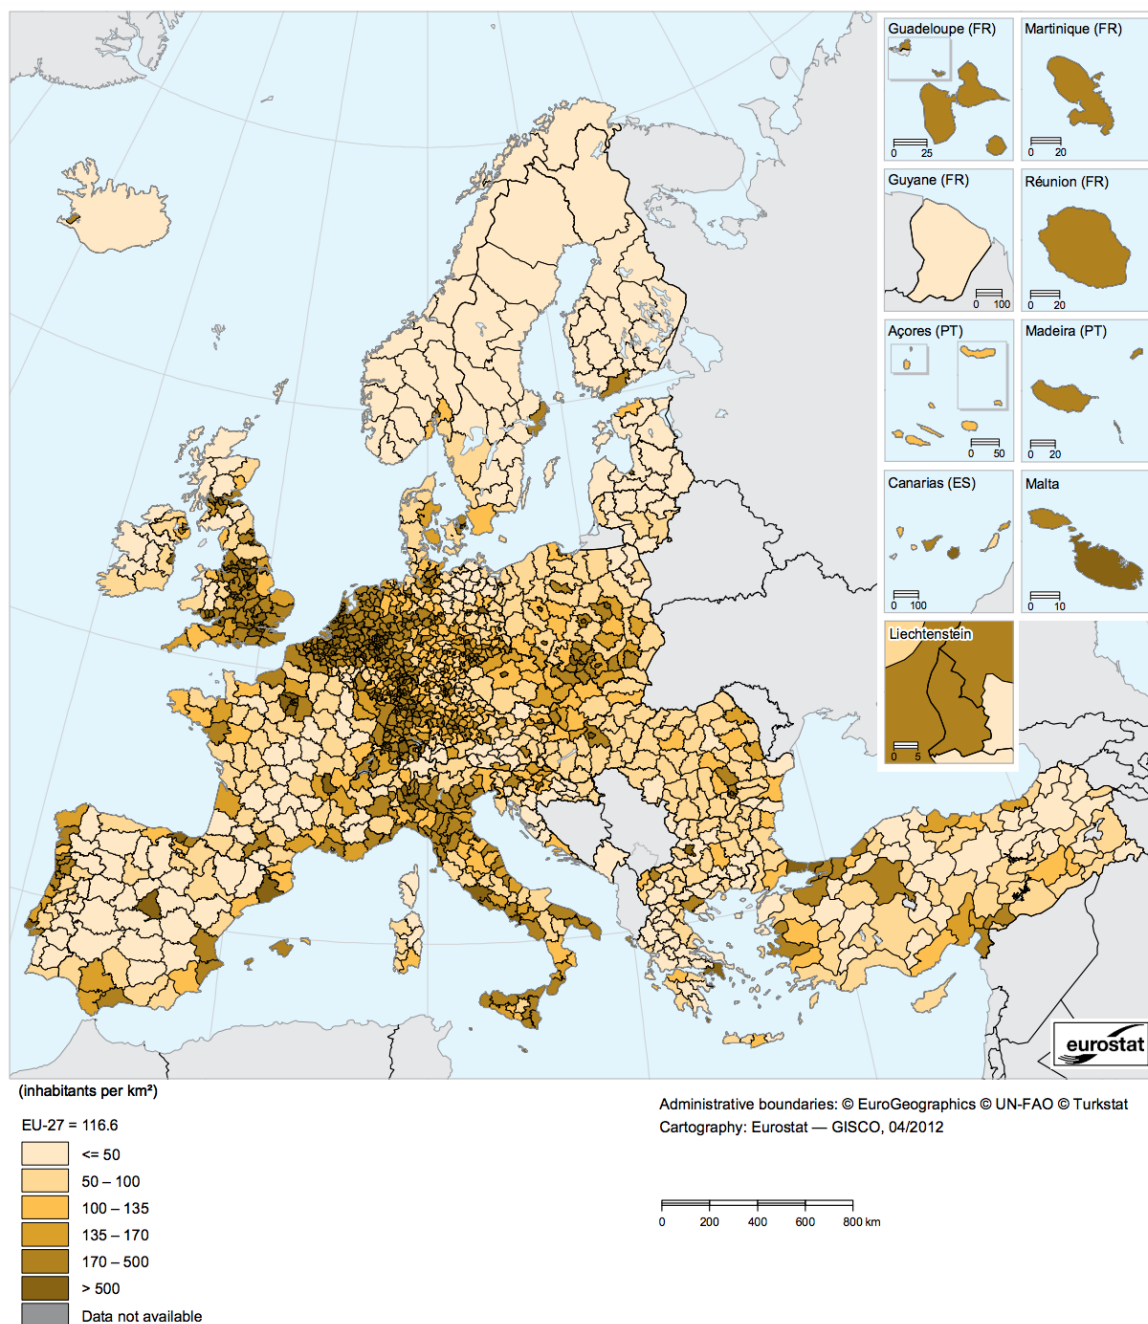 Guadeloupe (FR)
0 25
Martinique (FR)
0 20
Guyane (FR)
0 100
Réunion (FR)
0 20
Açores (PT)
0 50
Madeira (PT)
0 20
Canarias (ES)
0 100
Malta
0 10
Liechtenstein
0 5
eurostat
(inhabitants per km²)
EU-27 = 116.6
<= 50
50 – 100
100 – 135
135 – 170
170 – 500
> 500
Data not available
Administrative boundaries: © EuroGeographics © UN-FAO © Turkstat
Cartography: Eurostat — GISCO, 04/2012
0 200 400 600 800 km